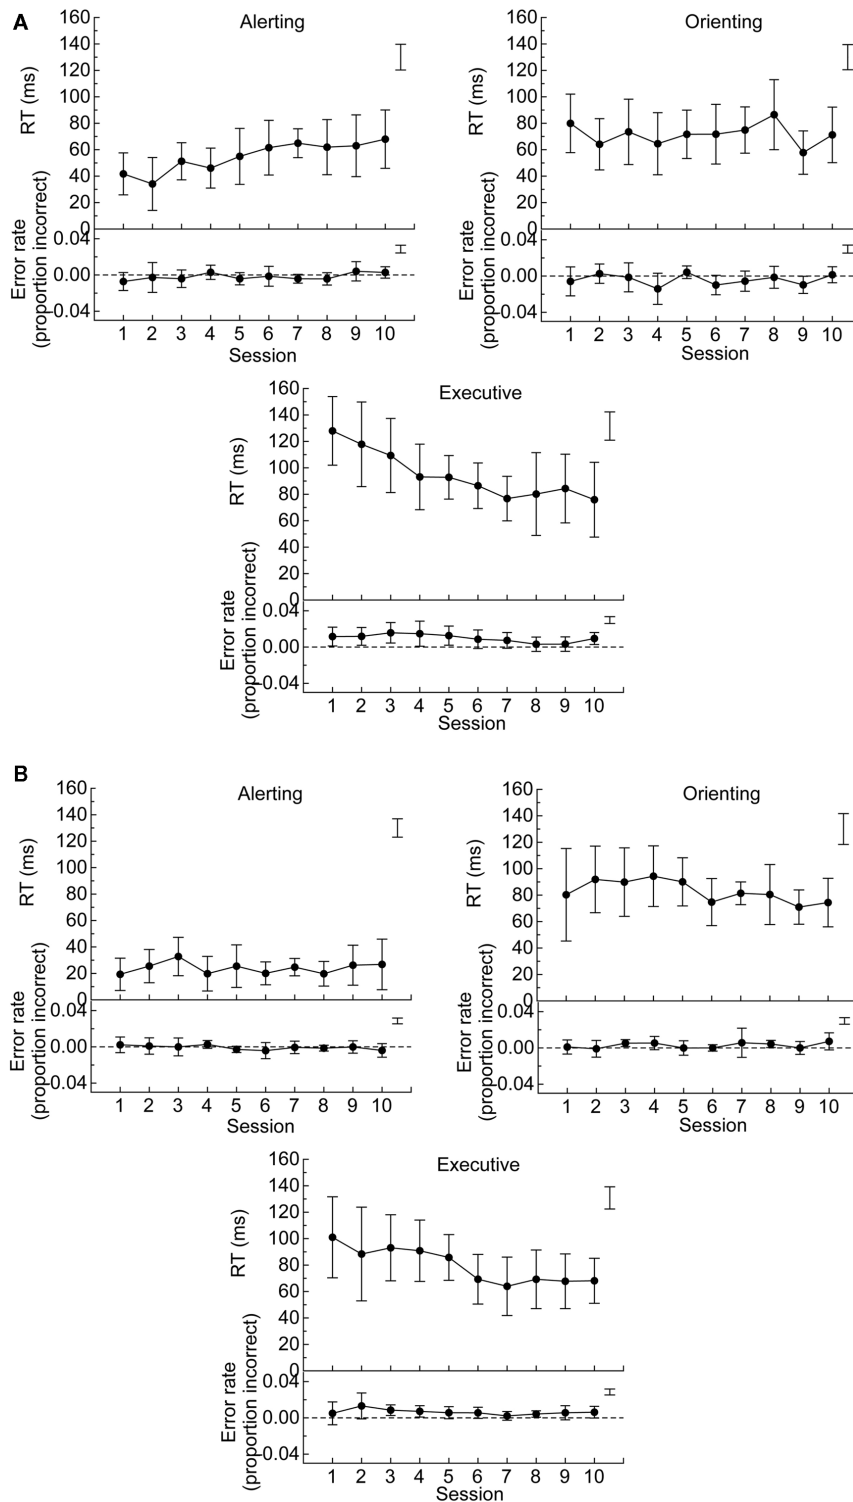 A
Alerting
160
140
120
100
80
60
40
20
0
RT (ms)
0.04
0.00
-0.04
Error rate
(proportion incorrect)
1 2 3 4 5 6 7 8 9 10
Session
Orienting
160
140
120
100
80
60
40
20
0
RT (ms)
0.04
0.00
-0.04
Error rate
(proportion incorrect)
1 2 3 4 5 6 7 8 9 10
Session
Executive
160
140
120
100
80
60
40
20
0
RT (ms)
0.04
0.00
-0.04
Error rate
(proportion incorrect)
1 2 3 4 5 6 7 8 9 10
Session
B
Alerting
160
140
120
100
80
60
40
20
0
RT (ms)
0.04
0.00
-0.04
Error rate
(proportion incorrect)
1 2 3 4 5 6 7 8 9 10
Session
Orienting
160
140
120
100
80
60
40
20
0
RT (ms)
0.04
0.00
-0.04
Error rate
(proportion incorrect)
1 2 3 4 5 6 7 8 9 10
Session
Executive
160
140
120
100
80
60
40
20
0
RT (ms)
0.04
0.00
-0.04
Error rate
(proportion incorrect)
1 2 3 4 5 6 7 8 9 10
Session